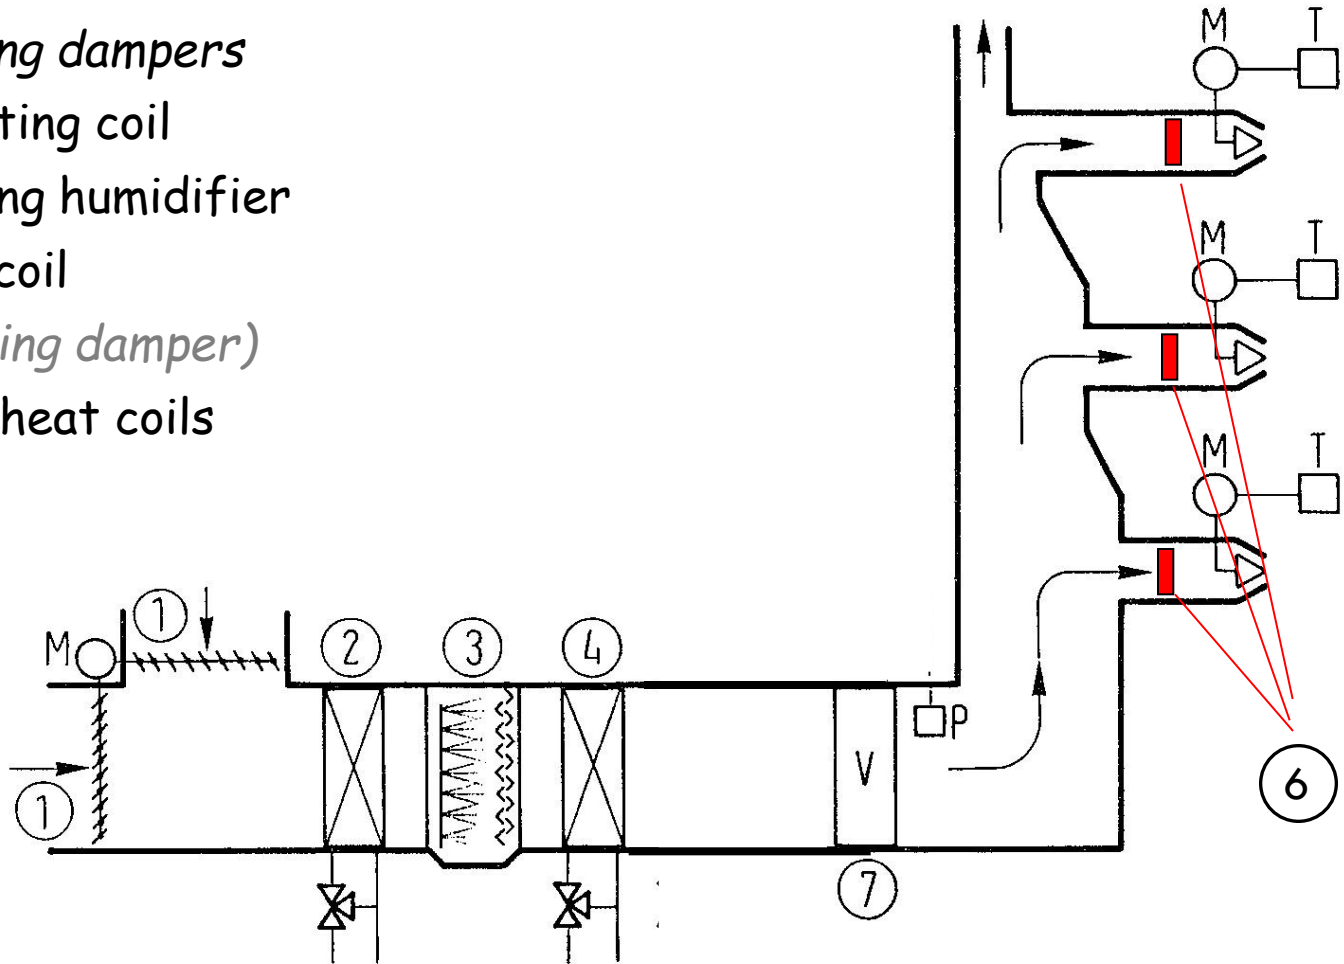 ng dampers
ting coil
ng humidifier
coil
ing damper)
heat coils
M T
M T
M T
M 1
2 3 4
P
1
V
6
7